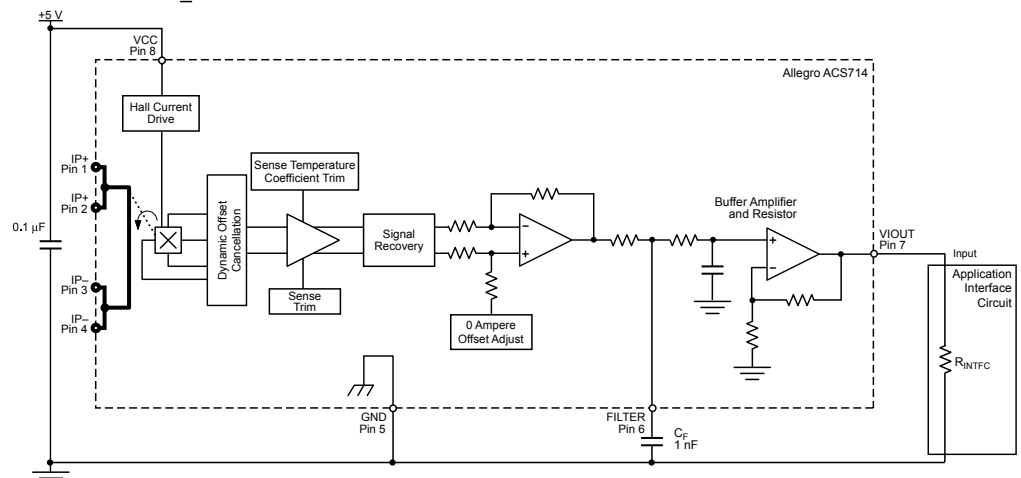 +5 V
VCC
Pin 8
Allegro ACS714
Hall Current
Drive
IP+
Pin 1
IP+
Pin 2
IP–
Pin 3
IP–
Pin 4
0.1 µF
Dynamic Offset
Cancellation
Sense Temperature
Coefficient Trim
Sense
Trim
Signal
Recovery
0 Ampere
Offset Adjust
Buffer Amplifier
and Resistor
VIOUT
Pin 7
Input
Application
Interface
Circuit
RINTFC
GND
Pin 5
FILTER
Pin 6
CF
1 nF